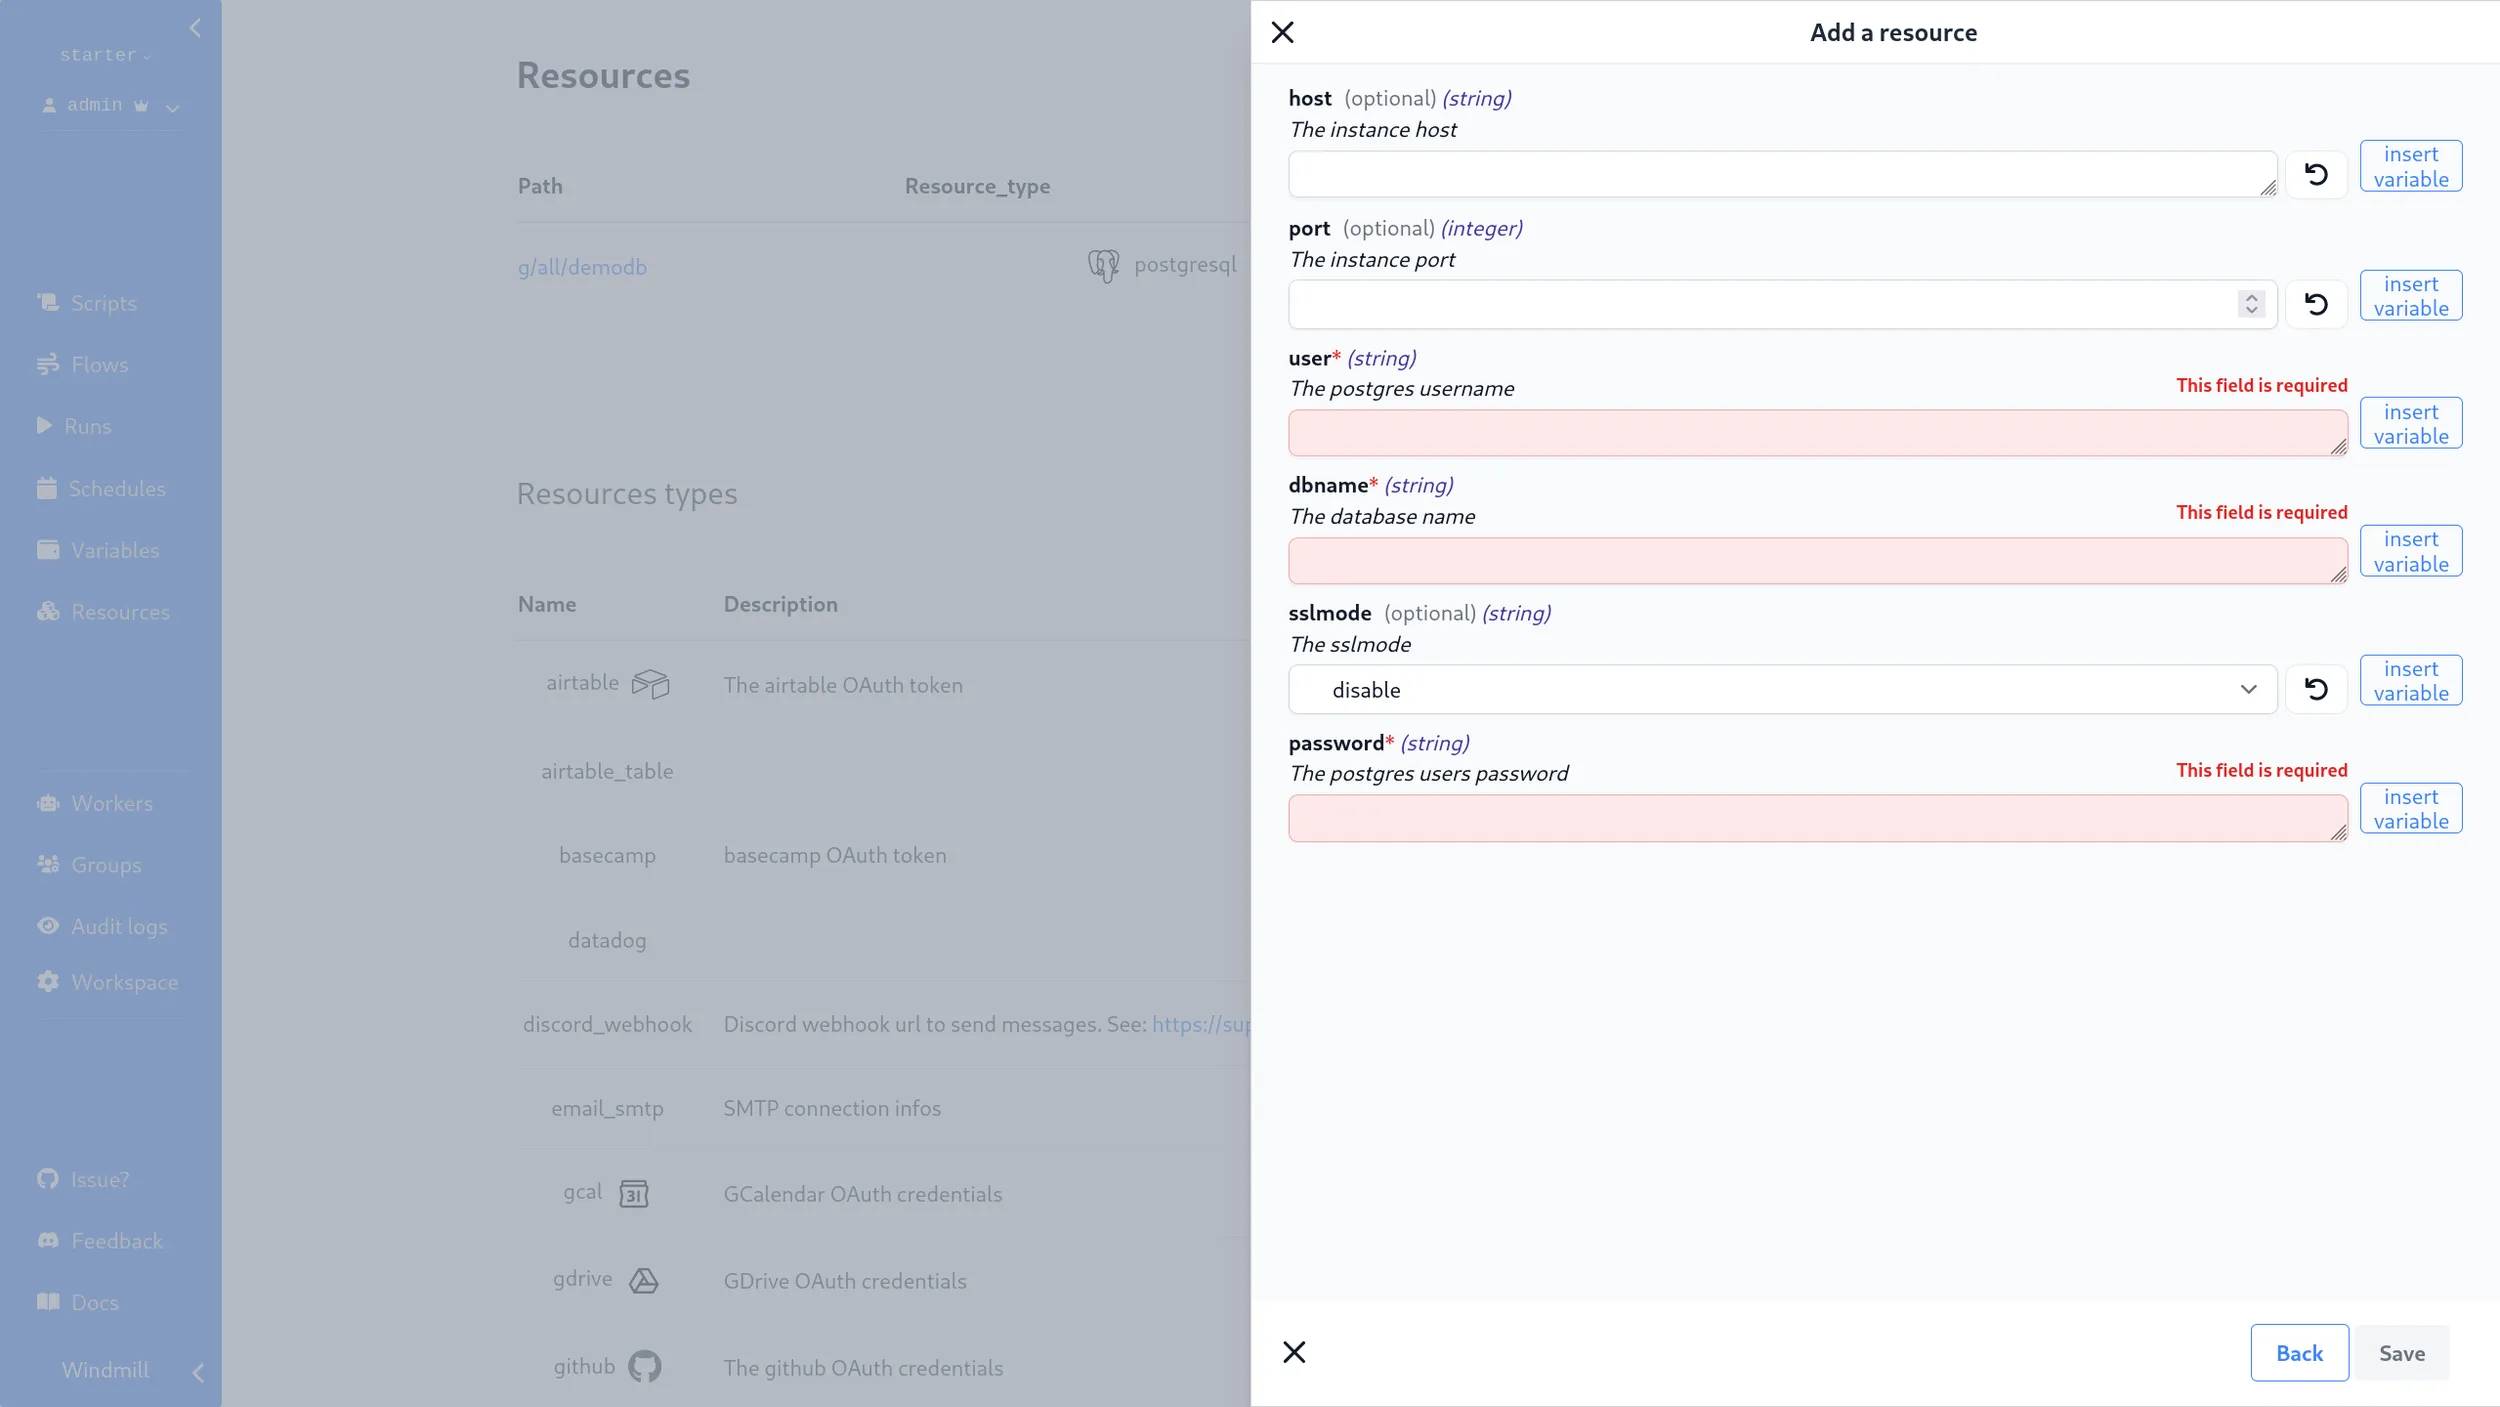 starter
admin
Scripts
Flows
Runs
Schedules
Variables
Resources
Workers
Groups
Audit logs
Workspace
Issue?
Feedback
Docs
Windmill
Resources
Path Resource_type
g/all/demodb postgresql
Resources types
Name Description
airtable The airtable OAuth token
airtable_table
basecamp basecamp OAuth token
datadog
discord_webhook Discord webhook url to send messages. See: https://sup
email_smtp SMTP connection infos
gcal 31 GCalendar OAuth credentials
gdrive GDrive OAuth credentials
github The github OAuth credentials
Add a resource
host (optional) (string)
The instance host
insert
variable
port (optional) (integer)
The instance port
insert
variable
user* (string)
The postgres username This field is required
insert
variable
dbname* (string)
The database name This field is required
insert
variable
sslmode (optional) (string)
The sslmode
disable
insert
variable
password* (string)
The postgres users password This field is required
insert
variable
Back Save